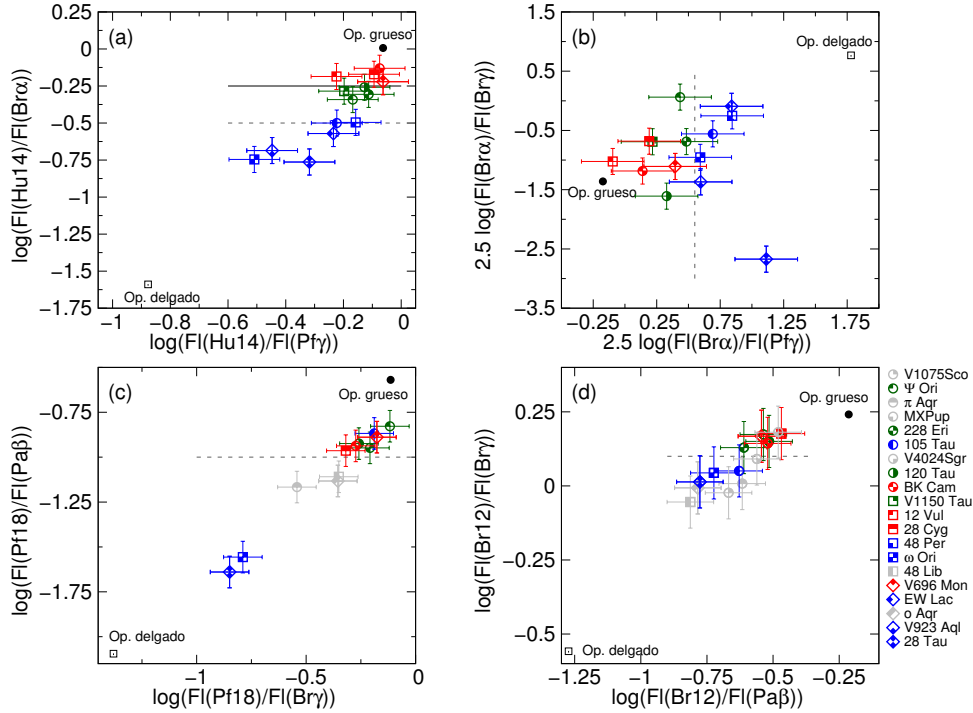 (a)
Op. grueso
Op. delgado
0.25
0
−0.25
−0.5
−0.75
−1
−1.25
−1.5
−1.75
−1
−0.8
−0.6
−0.4
−0.2
0
log(Fl(Hu14)/Fl(Brα))
log(Fl(Hu14)/Fl(Pfγ))
(b)
Op. delgado
Op. grueso
1.5
0.5
−0.5
−1.5
−2.5
−3.5
−0.25
0.25
0.75
1.25
1.75
2.5 log(Fl(Brα)/Fl(Brγ))
2.5 log(Fl(Brα)/Fl(Pfγ))
(c)
Op. grueso
Op. delgado
−0.75
−1.25
−1.75
−1
−0.5
0
log(Fl(Pf18)/Fl(Paβ))
log(Fl(Pf18)/Fl(Brγ))
(d)
Op. grueso
Op. delgado
0.5
0.25
0
−0.25
−0.5
−1.25
−1
−0.75
−0.5
−0.25
log(Fl(Br12)/Fl(Brγ))
log(Fl(Br12)/Fl(Paβ))
V1075Sco
Ψ Ori
π Aqr
MXPup
228 Eri
105 Tau
V4024Sgr
120 Tau
BK Cam
V1150 Tau
12 Vul
28 Cyg
48 Per
ω Ori
48 Lib
V696 Mon
EW Lac
o Aqr
V923 Aql
28 Tau